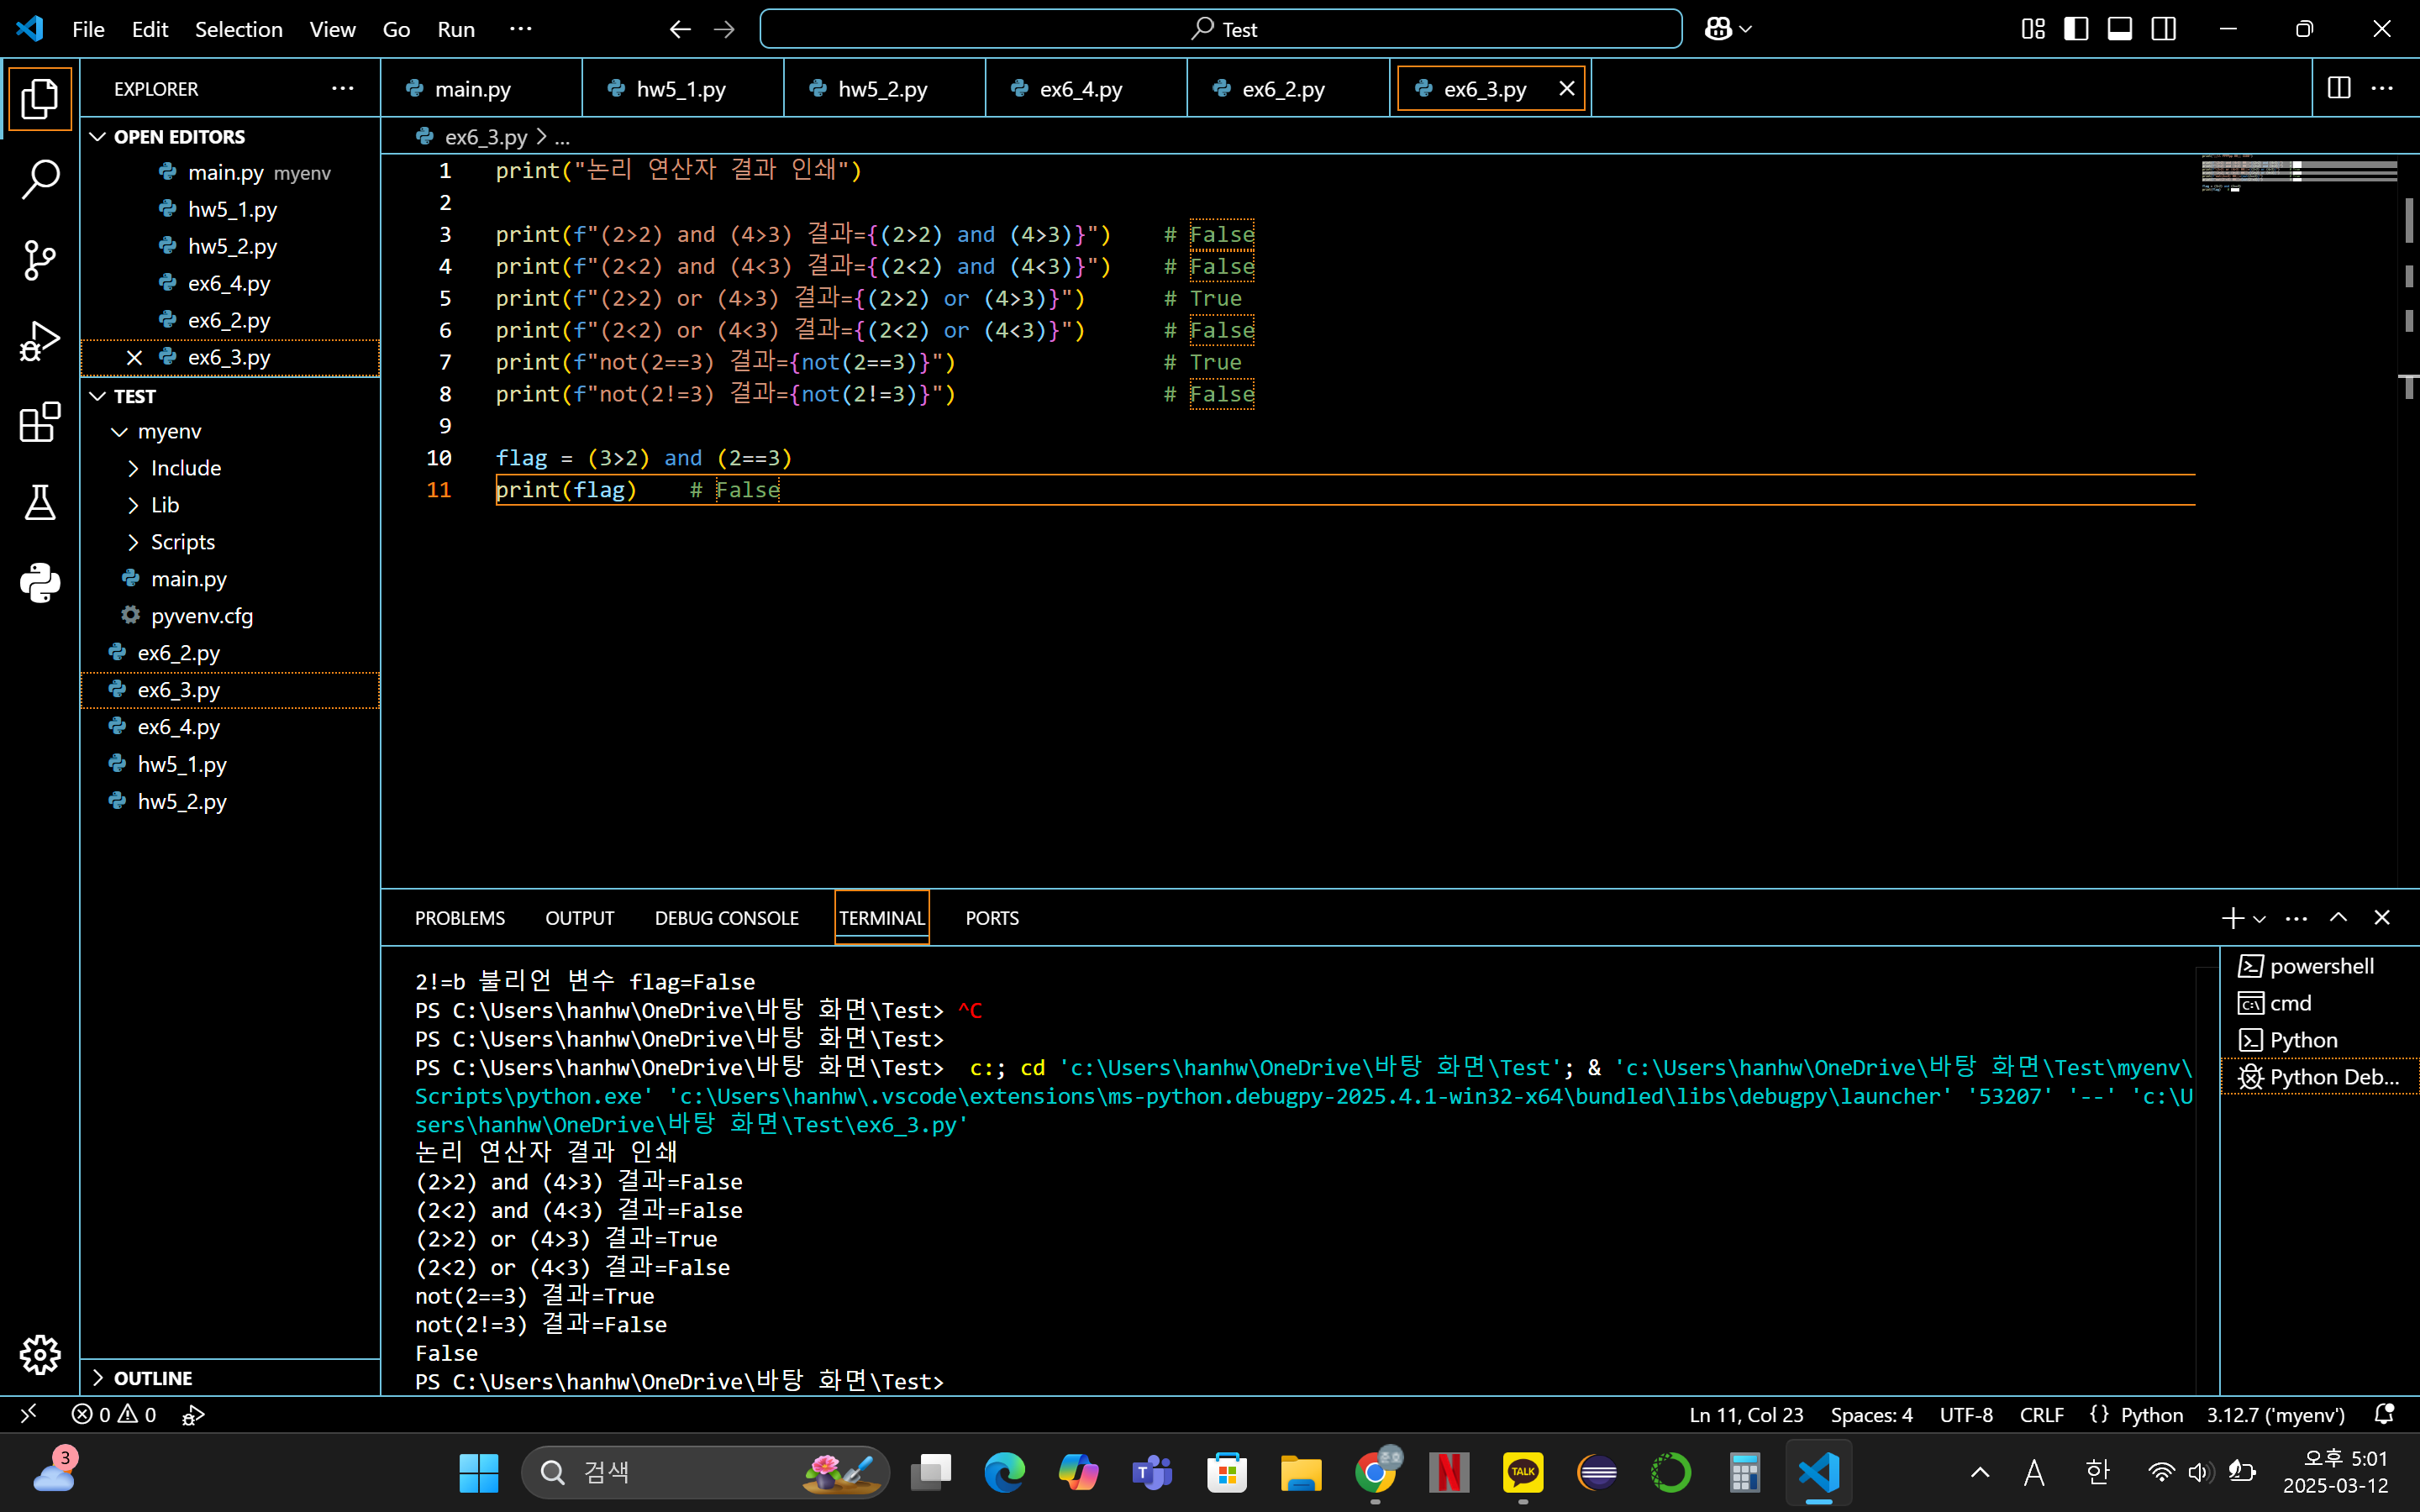 File Edit Selection View Go Run ...
Test
EXPLORER
main.py hw5_1.py hw5_2.py ex6_4.py ex6_2.py ex6_3.py
OPEN EDITORS
main.py myenv
hw5_1.py
hw5_2.py
ex6_4.py
ex6_2.py
ex6_3.py
TEST
myenv
Include
Lib
Scripts
main.py
pyvenv.cfg
ex6_2.py
ex6_3.py
ex6_4.py
hw5_1.py
hw5_2.py
OUTLINE
ex6_3.py > ...
1 print("논리 연산자 결과 인쇄")
2
3 print(f"(2>2) and (4>3) 결과={(2>2) and (4>3)}") # False
4 print(f"(2<2) and (4<3) 결과={(2<2) and (4<3)}") # False
5 print(f"(2>2) or (4>3) 결과={(2>2) or (4>3)}") # True
6 print(f"(2<2) or (4<3) 결과={(2<2) or (4<3)}") # False
7 print(f"not(2==3) 결과={not(2==3)}") # True
8 print(f"not(2!=3) 결과={not(2!=3)}") # False
9
10 flag = (3>2) and (2==3)
11 print(flag) # False
PROBLEMS OUTPUT DEBUG CONSOLE TERMINAL PORTS
2!=b 불리언 변수 flag=False
PS C:\Users\hanhw\OneDrive\바탕 화면\Test> ^C
PS C:\Users\hanhw\OneDrive\바탕 화면\Test>
PS C:\Users\hanhw\OneDrive\바탕 화면\Test> c:; cd 'c:\Users\hanhw\OneDrive\바탕 화면\Test'; & 'c:\Users\hanhw\OneDrive\바탕 화면\Test\myenv\
Scripts\python.exe' 'c:\Users\hanhw\.vscode\extensions\ms-python.debugpy-2025.4.1-win32-x64\bundled\libs\debugpy\launcher' '53207' '--' 'c:\U
sers\hanhw\OneDrive\바탕 화면\Test\ex6_3.py'
논리 연산자 결과 인쇄
(2>2) and (4>3) 결과=False
(2<2) and (4<3) 결과=False
(2>2) or (4>3) 결과=True
(2<2) or (4<3) 결과=False
not(2==3) 결과=True
not(2!=3) 결과=False
False
PS C:\Users\hanhw\OneDrive\바탕 화면\Test>
powershell
cmd
Python
Python Deb...
0 0
Ln 11, Col 23 Spaces: 4 UTF-8 CRLF {} Python 3.12.7 ('myenv')
3
검색
TALK
A 한
오후 5:01
2025-03-12